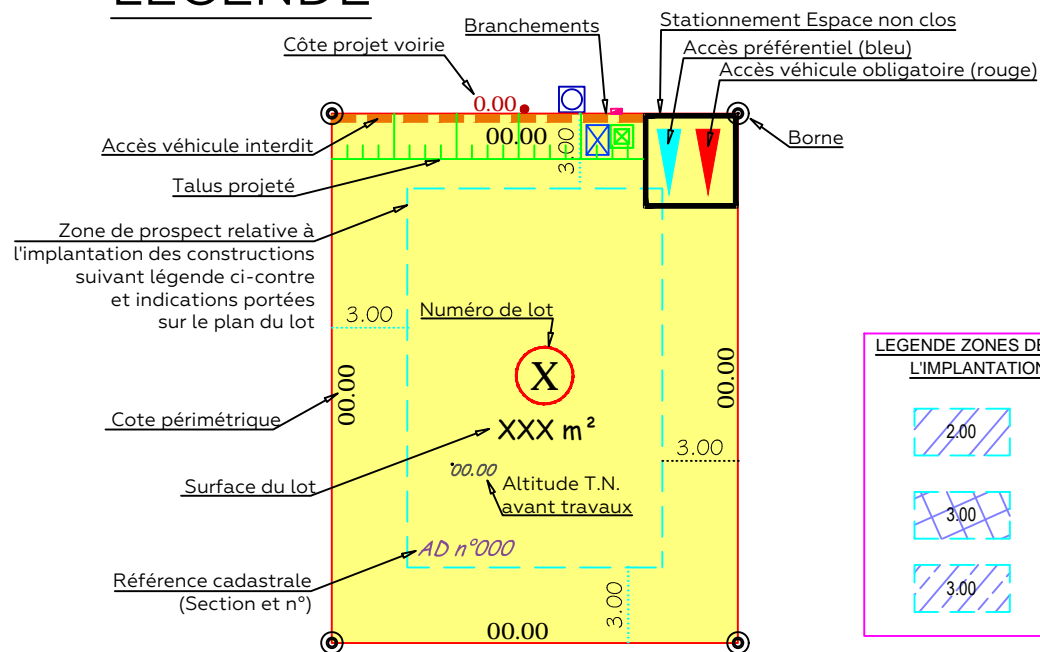 LEGENDE
Branchements
Stationnement Espace non clos
Côte projet voirie
Accès préférentiel (bleu)
Accès véhicule obligatoire (rouge)
0.00
00.00
3.00
Accès véhicule interdit
Borne
Talus projeté
Zone de prospect relative à
l'implantation des constructions
suivant légende ci-contre
et indications portées
sur le plan du lot
3.00
Numéro de lot
X
00.00
00.00
Cote périmétrique
XXX m²
3.00
Surface du lot
00.00
Altitude T.N.
avant travaux
AD n°000
Référence cadastrale
(Section et n°)
3.00
00.00
LEGENDE ZONES DE
L'IMPLANTATION
2.00
3.00
3.00